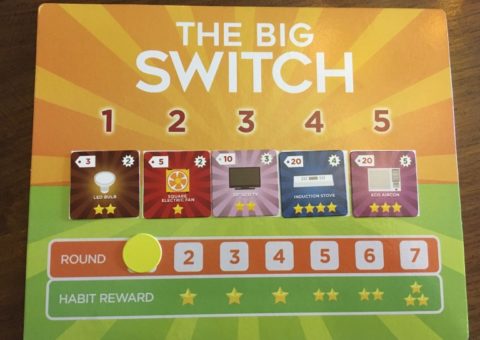 THE BIG
SWITCH
1 2 3 4 5
3 2 5 2 10 3 20 4 20
LED BULB SQUARE ELECTRIC FAN INDUCTION STOVE ECO AIRCON
ROUND 2 3 4 5 6 7
HABIT REWARD